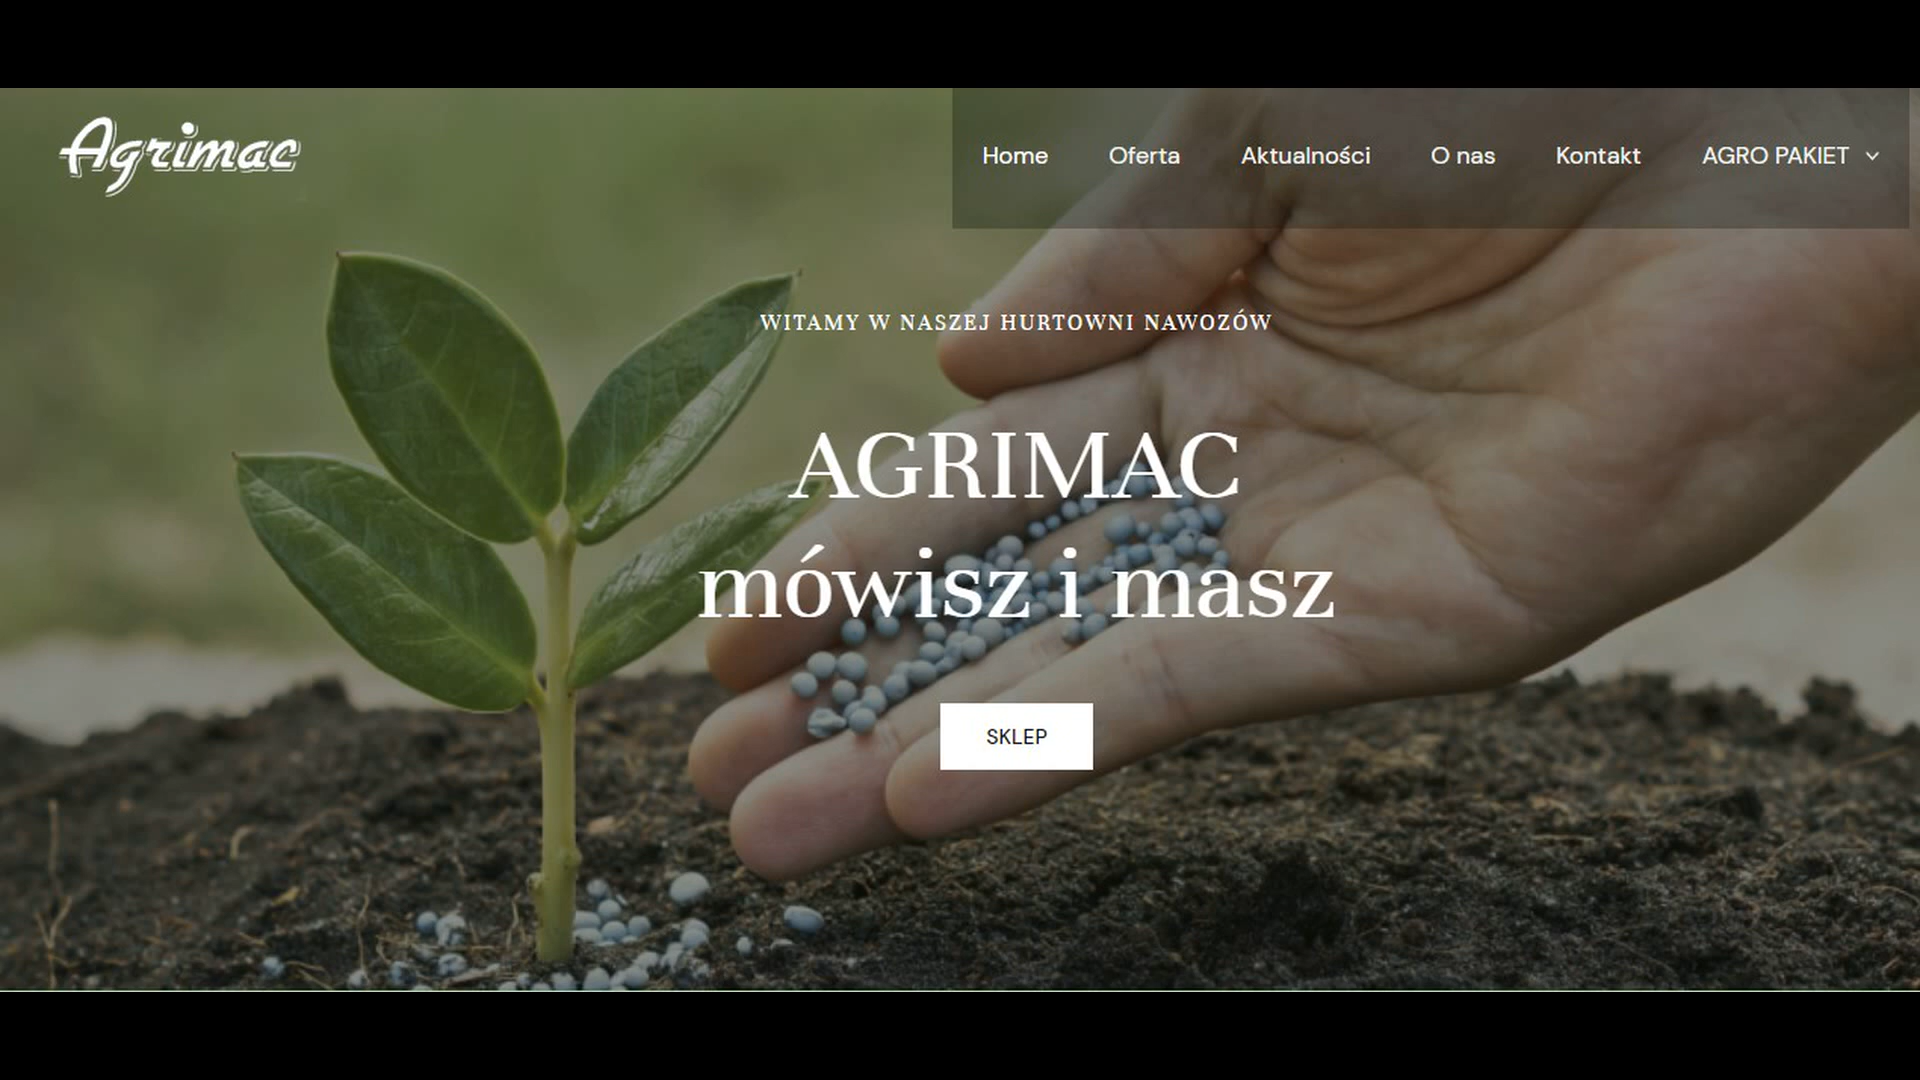 Agrimac
Home Oferta Aktualności O nas Kontakt AGRO PAKIET
WITAMY W NASZEJ HURTOWNI NAWOZÓW
AGRIMAC
mówisz i masz
SKLEP